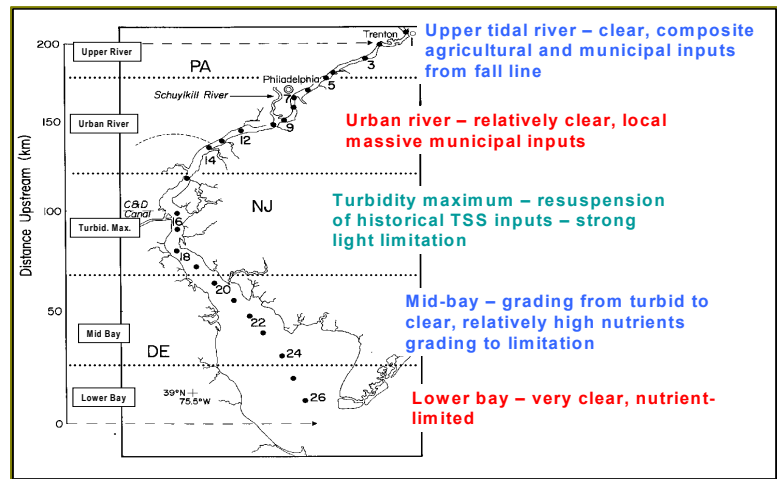 Trenton
1
200
Upper River
3
PA
5
Philadelphia
7
Schuylkill River
150
Urban River
9
12
14
C&D
Canal
NJ
100
16
Turbid. Max.
18
Distance Upstream (km)
20
50
22
Mid Bay
DE
24
39°N
75.5°W
26
Lower Bay
0
Upper tidal river – clear, composite
agricultural and municipal inputs
from fall line
Urban river – relatively clear, local
massive municipal inputs
Turbidity maximum – resuspension
of historical TSS inputs – strong
light limitation
Mid-bay – grading from turbid to
clear, relatively high nutrients
grading to limitation
Lower bay – very clear, nutrient-
limited